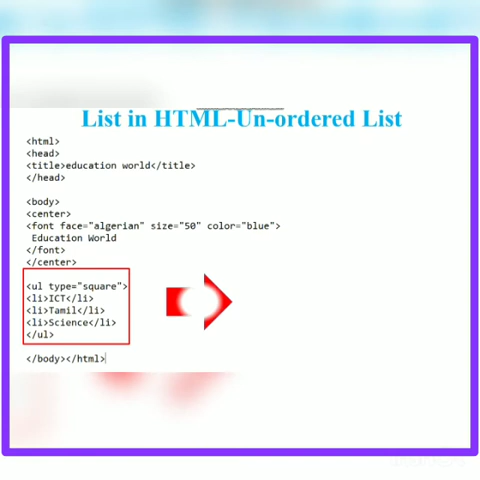 List in HTML-Un-ordered List
<html>
<head>
<title>education world</title>
</head>
<body>
<center>
<font face="algerian" size="50" color="blue">
Education World
</font>
</center>
<ul type="square">
<li>ICT</li>
<li>Tamil</li>
<li>Science</li>
</ul>
</body></html>